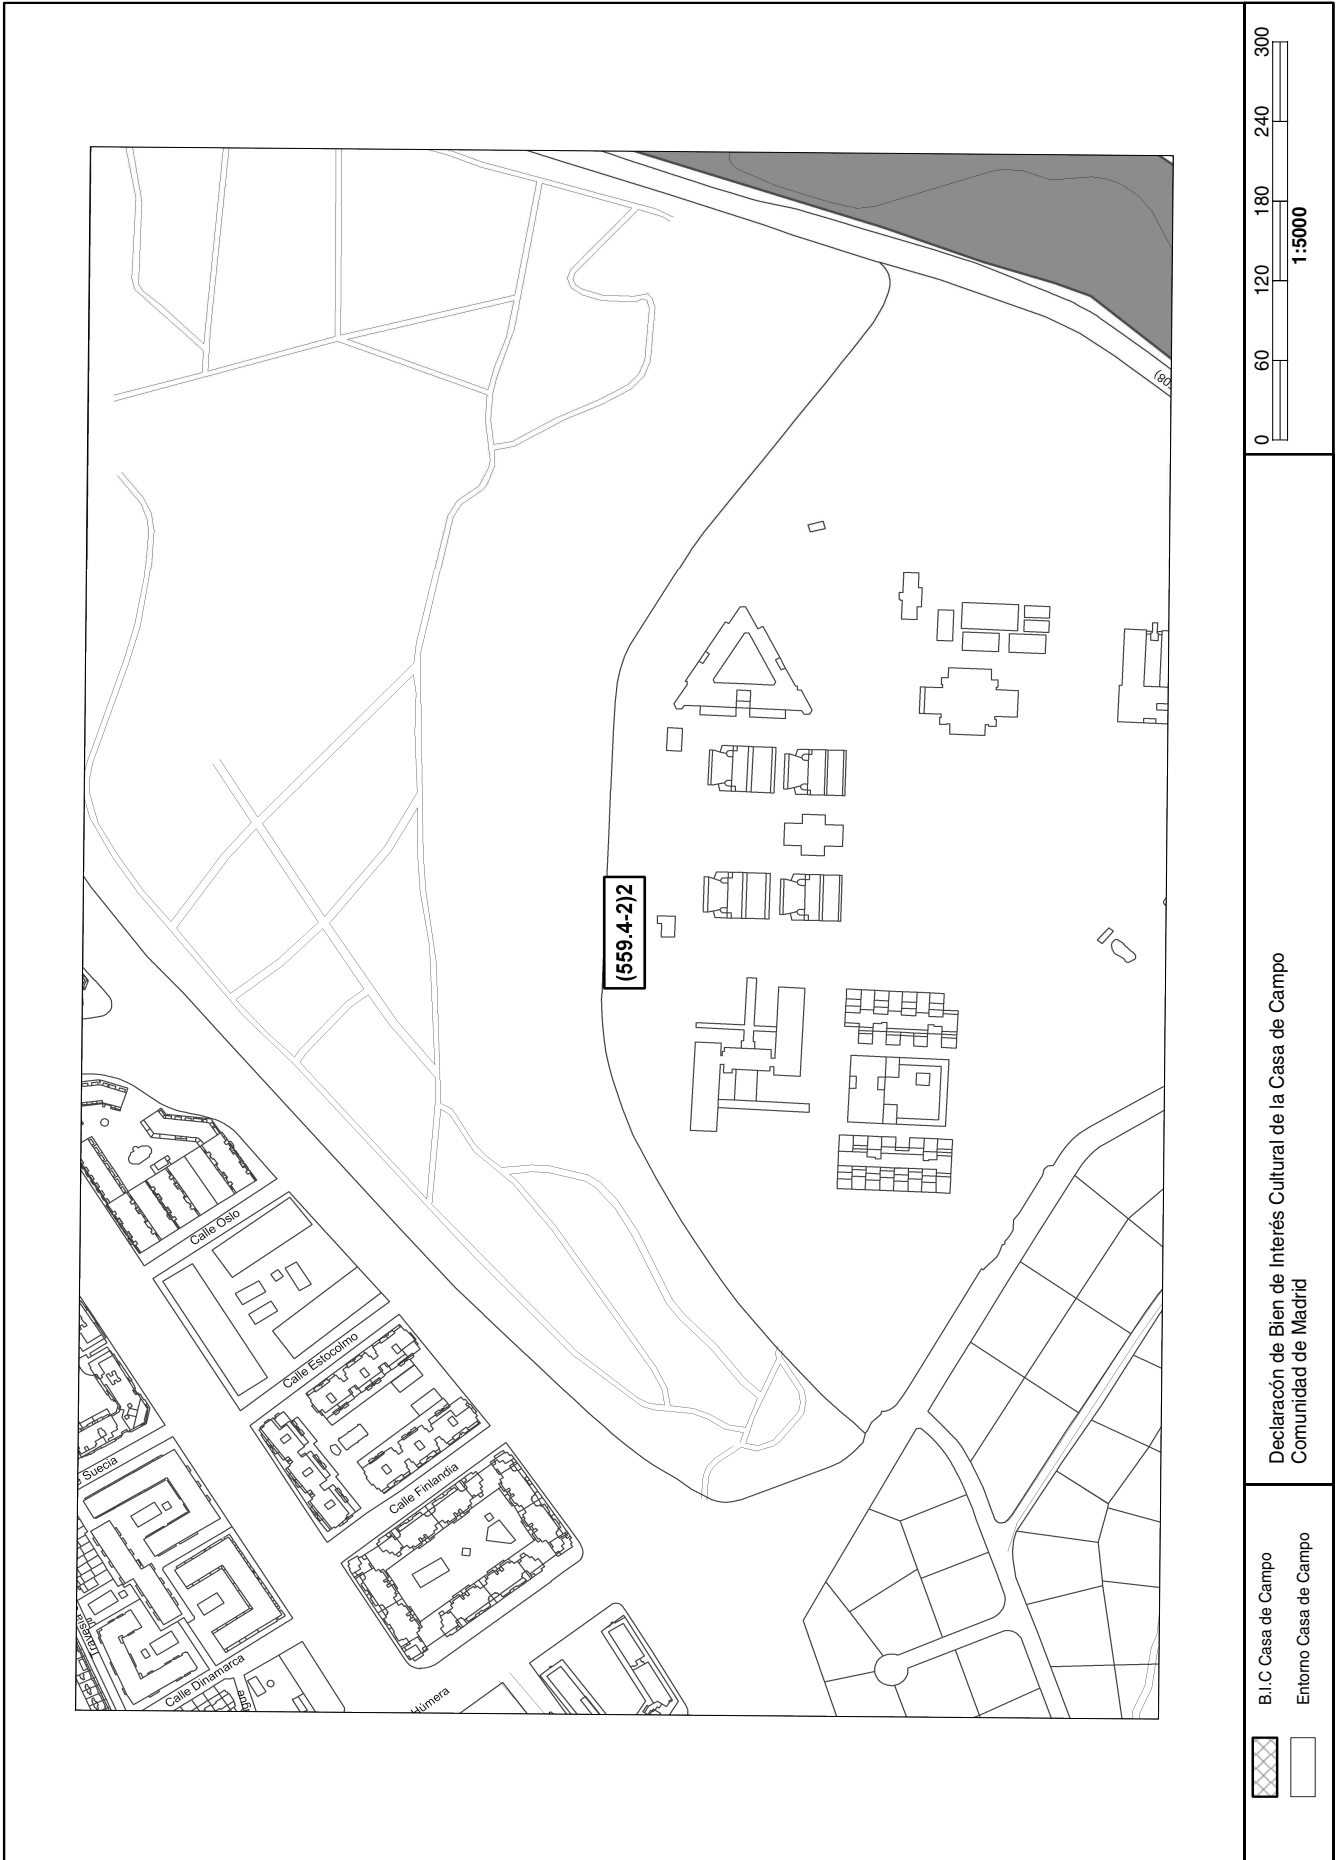 Calle Oslo
Calle Estocolmo
Suecia
Calle Finlandia
Travesía
Calle Dinamarca
Húmera
(559.4-2)2
B.I.C Casa de Campo
Entorno Casa de Campo
Declaracón de Bien de Interés Cultural de la Casa de Campo
Comunidad de Madrid
0 60 120 180 240 300
1:5000